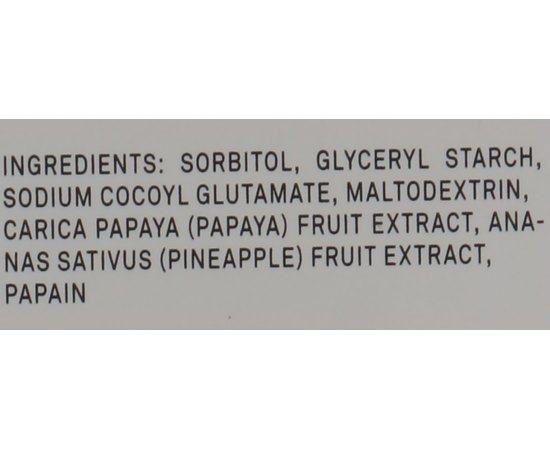 INGREDIENTS: SORBITOL, GLYCERYL STARCH,
SODIUM COCOYL GLUTAMATE, MALTODEXTRIN,
CARICA PAPAYA (PAPAYA) FRUIT EXTRACT, ANA-
NAS SATIVUS (PINEAPPLE) FRUIT EXTRACT,
PAPAIN